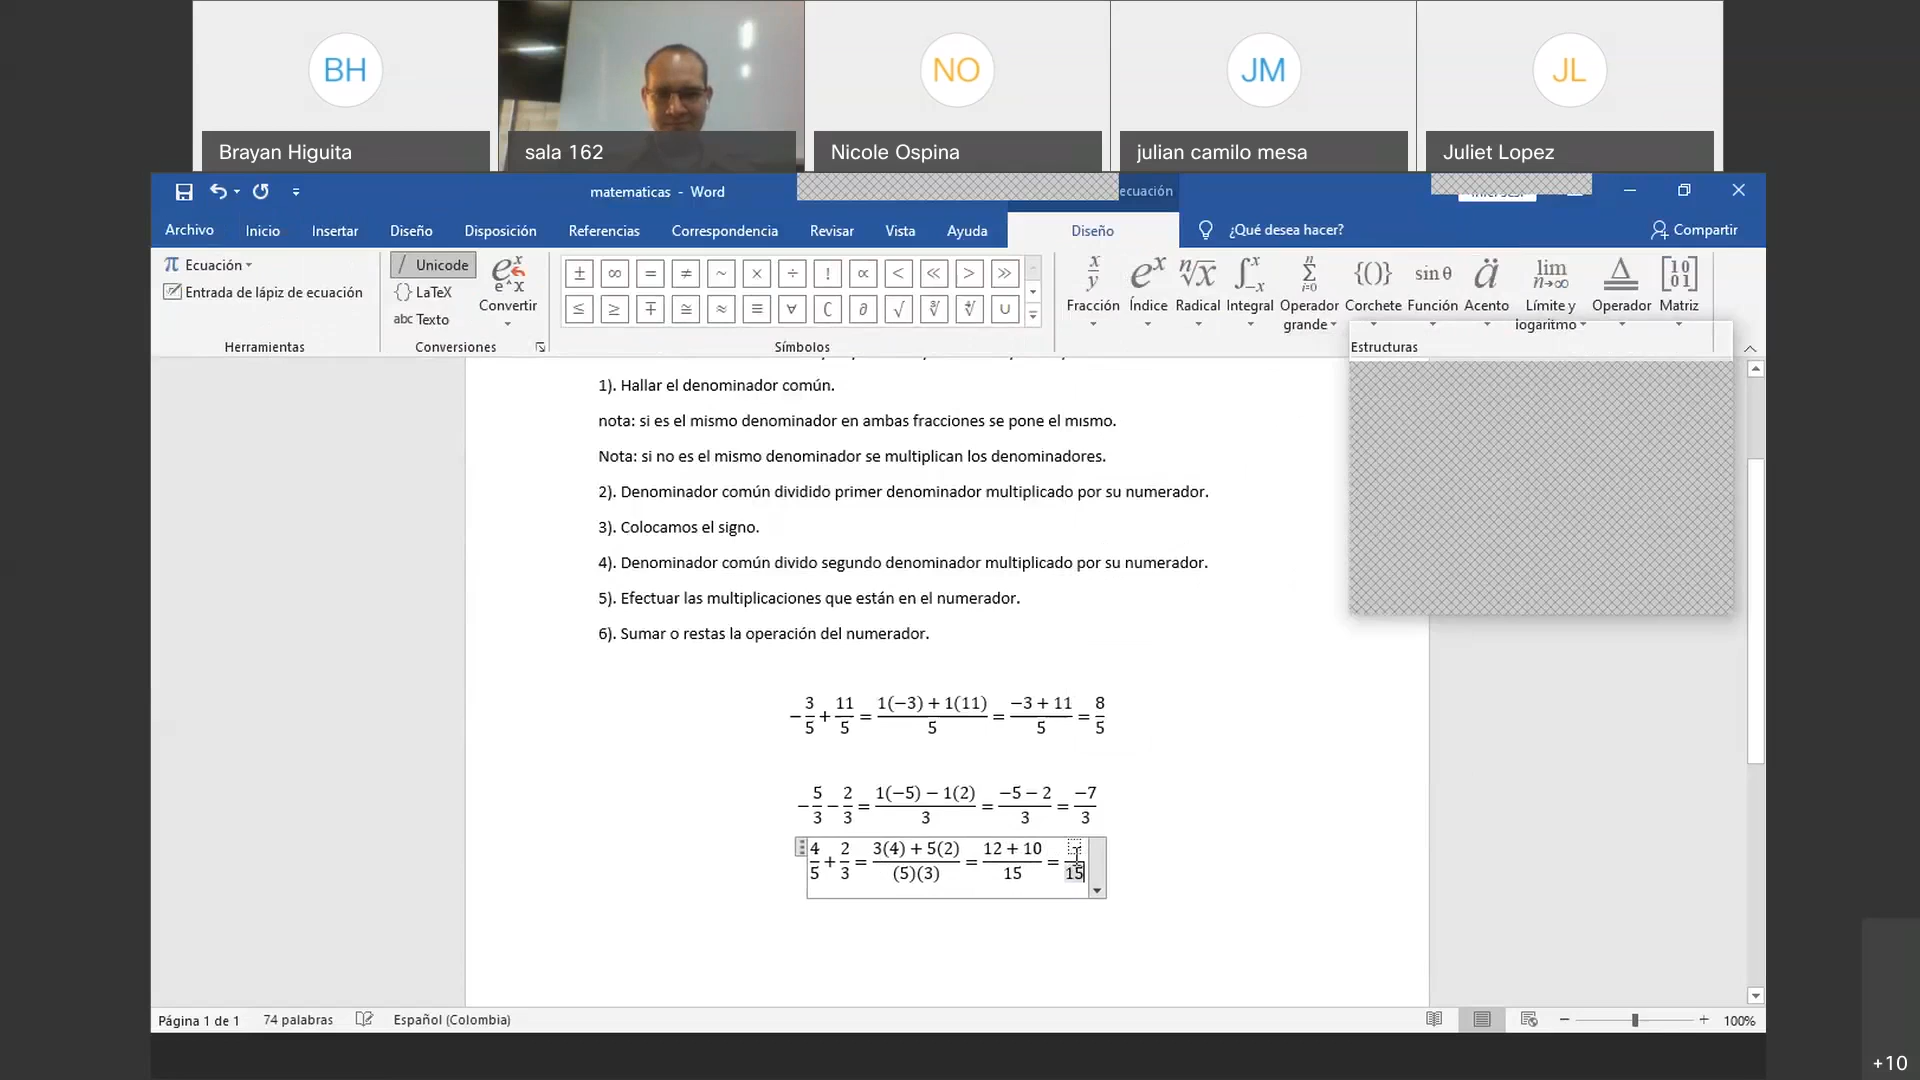 BH
NO
JM
JL
Brayan Higuita
sala 162
Nicole Ospina
julian camilo mesa
Juliet Lopez
matematicas - Word
ecuación
Archivo
Inicio
Insertar
Diseño
Disposición
Referencias
Correspondencia
Revisar
Vista
Ayuda
Diseño
¿Qué desea hacer?
Compartir
π Ecuación
Entrada de lápiz de ecuación
Herramientas
Unicode
LaTeX
abc Texto
Convertir
Conversiones
± ∞ = ≠ ~ × ÷ ! ∝ < ≪ > ≫
≤ ≥ ∓ ≅ ≈ ≡ ∀ ∁ ∂ √ ∛ ∜ ∪
Símbolos
Fracción
Índice
Radical
Integral
Operador grande
Corchete
Función
Acento
Límite y logaritmo
Operador
Matriz
Estructuras
1). Hallar el denominador común.
nota: si es el mismo denominador en ambas fracciones se pone el mismo.
Nota: si no es el mismo denominador se multiplican los denominadores.
2). Denominador común dividido primer denominador multiplicado por su numerador.
3). Colocamos el signo.
4). Denominador común divido segundo denominador multiplicado por su numerador.
5). Efectuar las multiplicaciones que están en el numerador.
6). Sumar o restas la operación del numerador.
−3/5 + 11/5 = (1(−3) + 1(11))/5 = (−3 + 11)/5 = 8/5
−5/3 − 2/3 = (1(−5) − 1(2))/3 = (−5 − 2)/3 = −7/3
4/5 + 2/3 = (3(4) + 5(2))/((5)(3)) = (12 + 10)/15 = /15
Página 1 de 1
74 palabras
Español (Colombia)
100%
+10